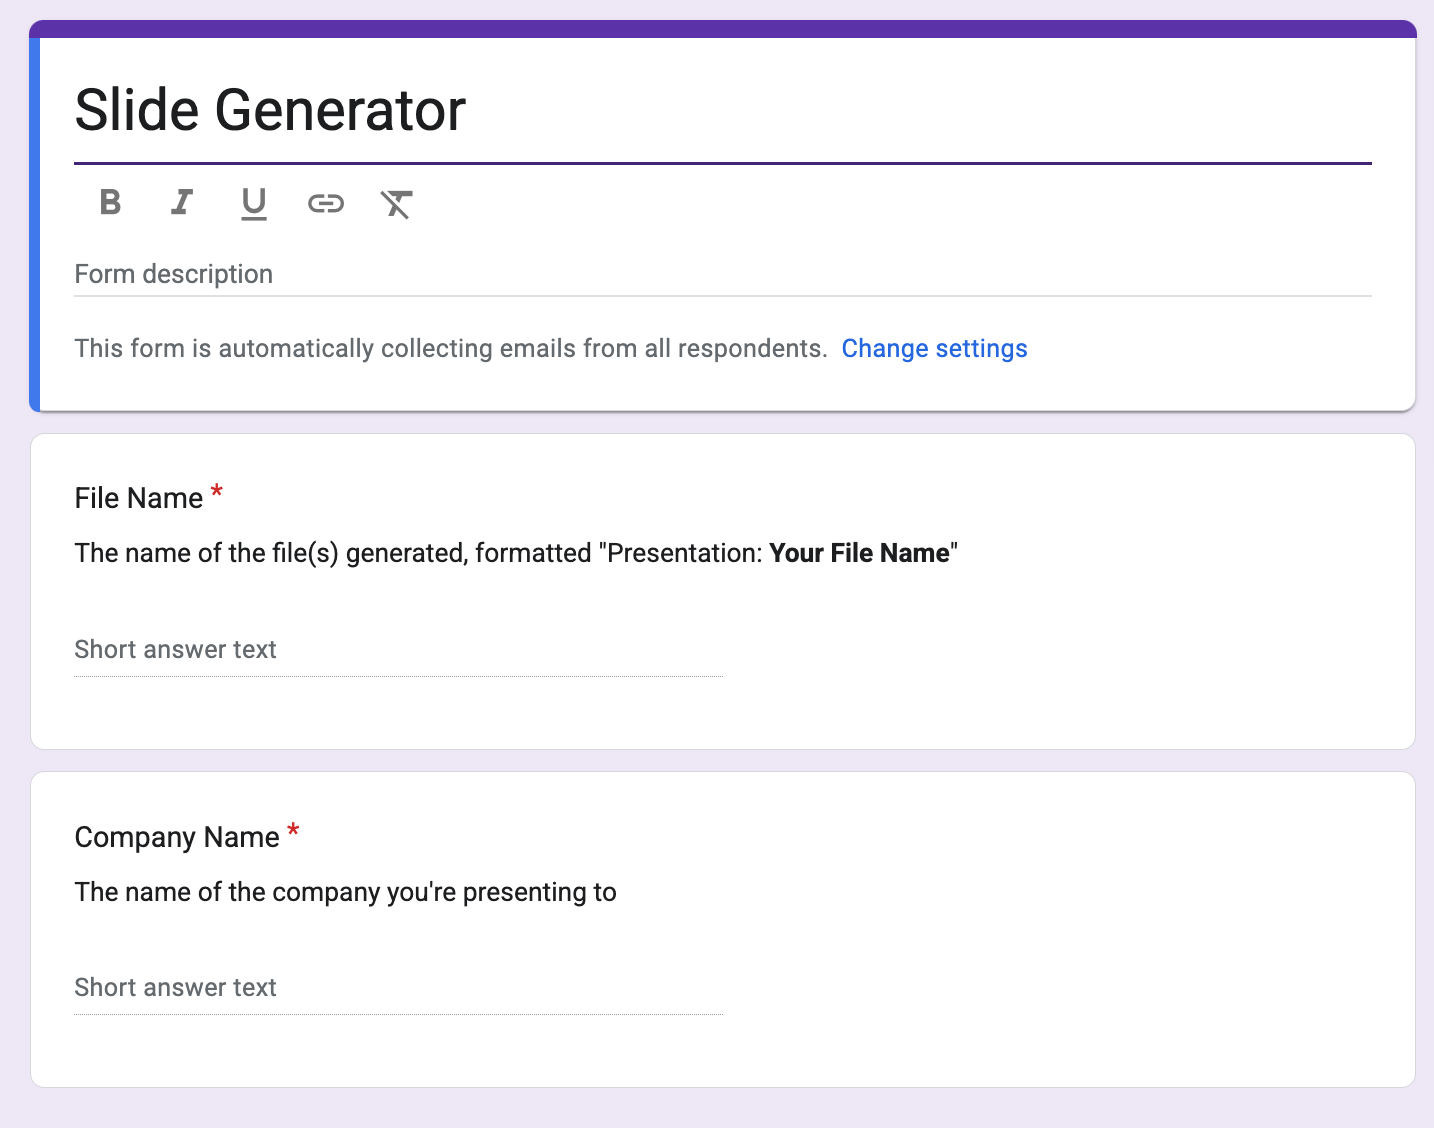 Slide Generator
B I U
Form description
This form is automatically collecting emails from all respondents. Change settings
File Name *
The name of the file(s) generated, formatted "Presentation: Your File Name"
Short answer text
Company Name *
The name of the company you're presenting to
Short answer text